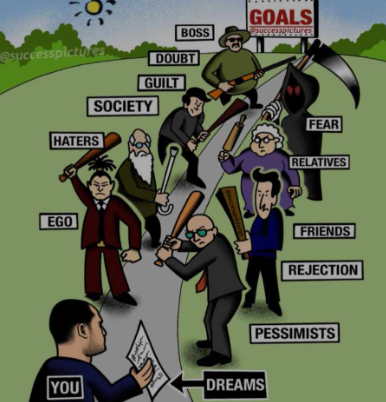 GOALS
@successpictures
BOSS
@successpictures
DOUBT
GUILT
SOCIETY
FEAR
HATERS
RELATIVES
EGO
FRIENDS
REJECTION
PESSIMISTS
YOU
DREAMS